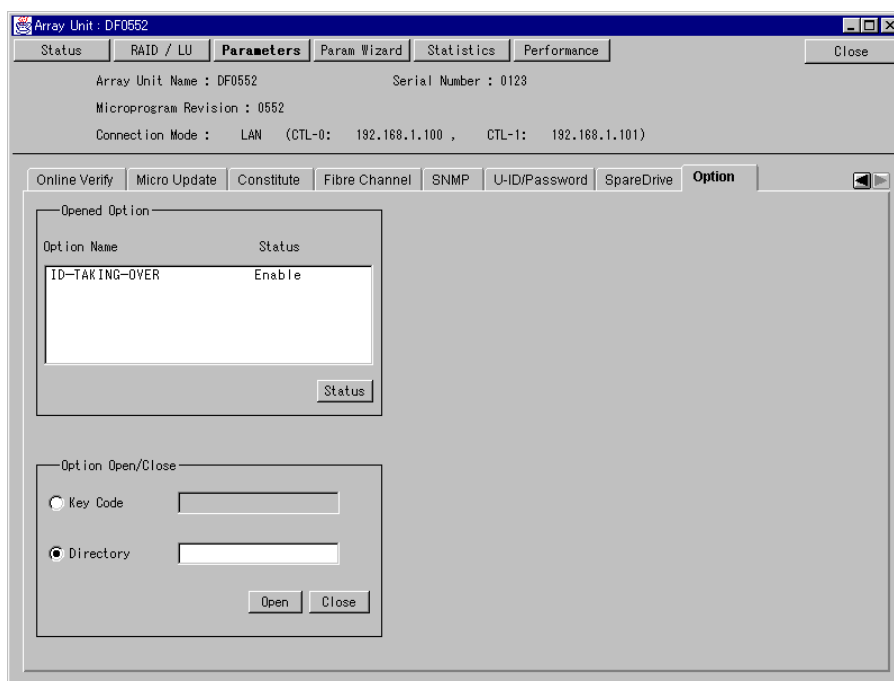 Array Unit : DF0552
Status RAID / LU Parameters Param Wizard Statistics Performance Close
Array Unit Name : DF0552 Serial Number : 0123
Microprogram Revision : 0552
Connection Mode : LAN (CTL-0: 192.168.1.100 , CTL-1: 192.168.1.101)
Online Verify Micro Update Constitute Fibre Channel SNMP U-ID/Password SpareDrive Option
Opened Option
Option Name Status
ID-TAKING-OVER Enable
Status
Option Open/Close
Key Code
Directory
Open Close